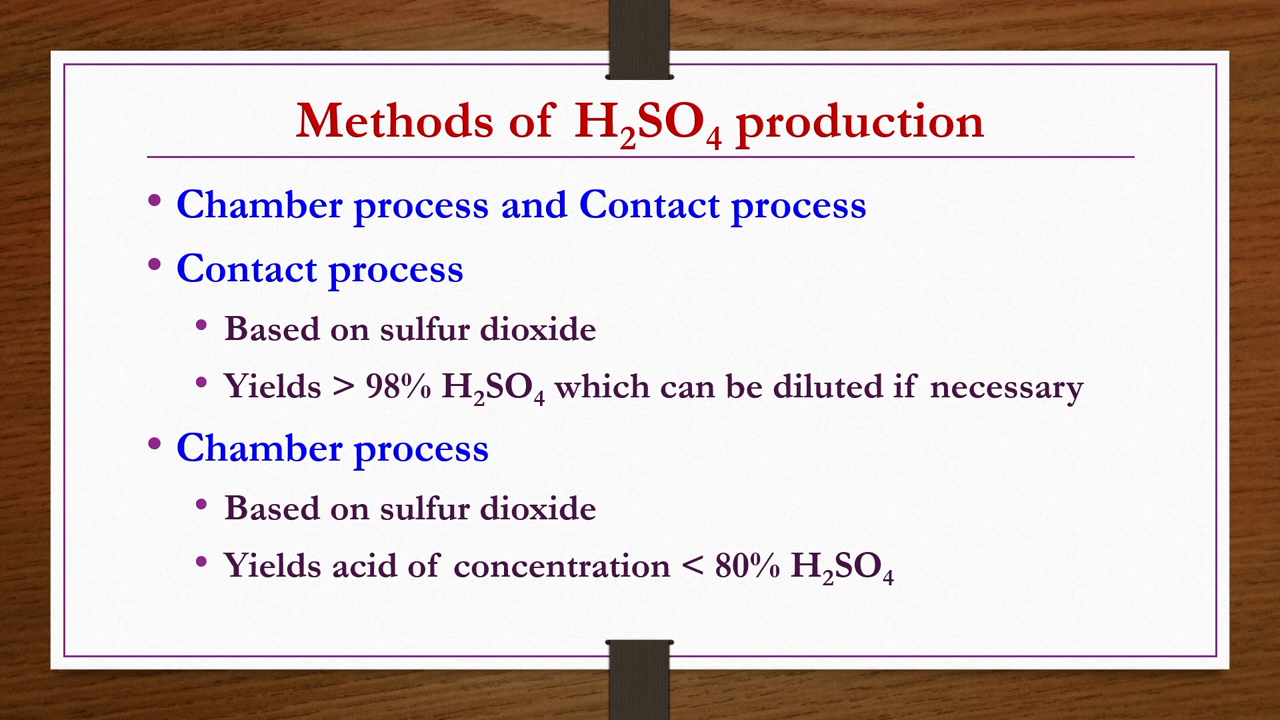 Methods of H₂SO₄ production
• Chamber process and Contact process
• Contact process
• Based on sulfur dioxide
• Yields > 98% H₂SO₄ which can be diluted if necessary
• Chamber process
• Based on sulfur dioxide
• Yields acid of concentration < 80% H₂SO₄